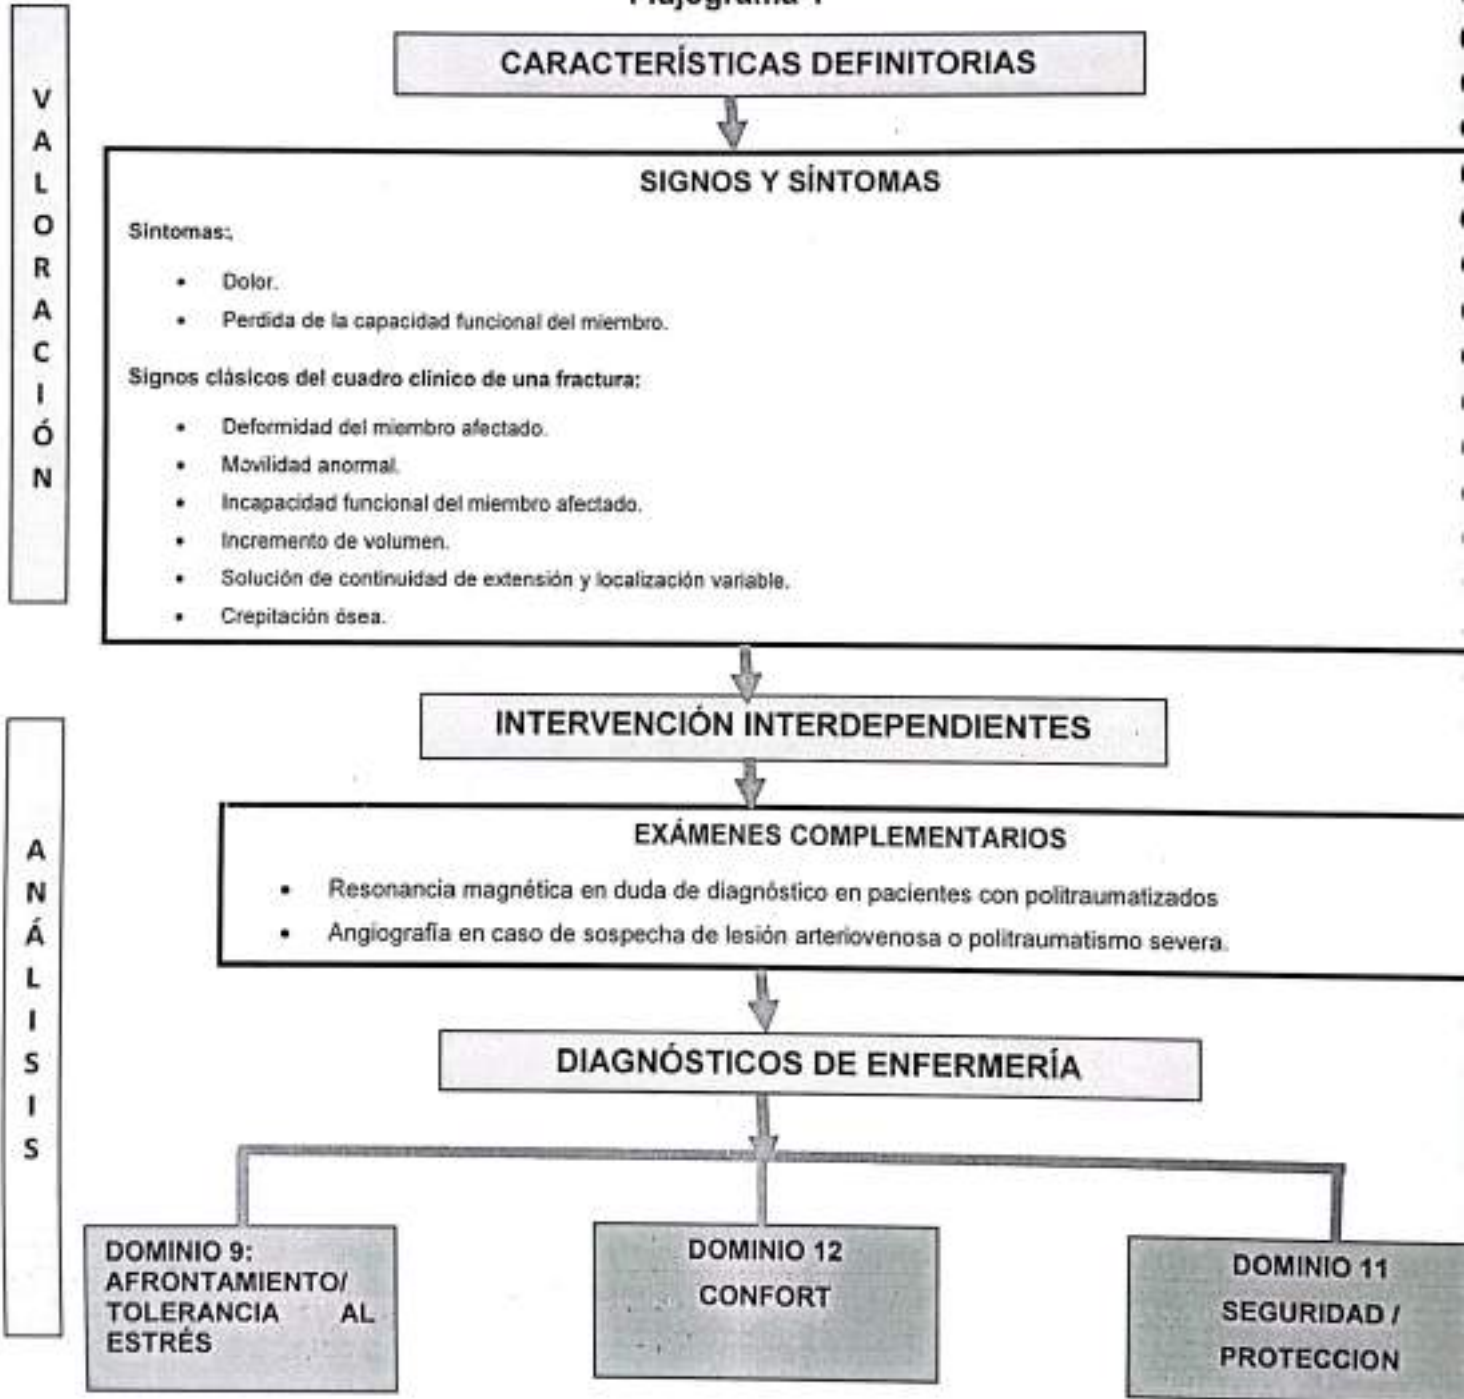 V
A
L
O
R
A
C
I
Ó
N
CARACTERÍSTICAS DEFINITORIAS
SIGNOS Y SÍNTOMAS
Síntomas:,
• Dolor.
• Perdida de la capacidad funcional del miembro.
Signos clásicos del cuadro clínico de una fractura:
• Deformidad del miembro afectado.
• Movilidad anormal.
• Incapacidad funcional del miembro afectado.
• Incremento de volumen.
• Solución de continuidad de extensión y localización variable.
• Crepitación ósea.
INTERVENCIÓN INTERDEPENDIENTES
A
N
Á
L
I
S
I
S
EXÁMENES COMPLEMENTARIOS
• Resonancia magnética en duda de diagnóstico en pacientes con politraumatizados
• Angiografía en caso de sospecha de lesión arteriovenosa o politraumatismo severa.
DIAGNÓSTICOS DE ENFERMERÍA
DOMINIO 9:
AFRONTAMIENTO/
TOLERANCIA AL
ESTRÉS
DOMINIO 12
CONFORT
DOMINIO 11
SEGURIDAD /
PROTECCION